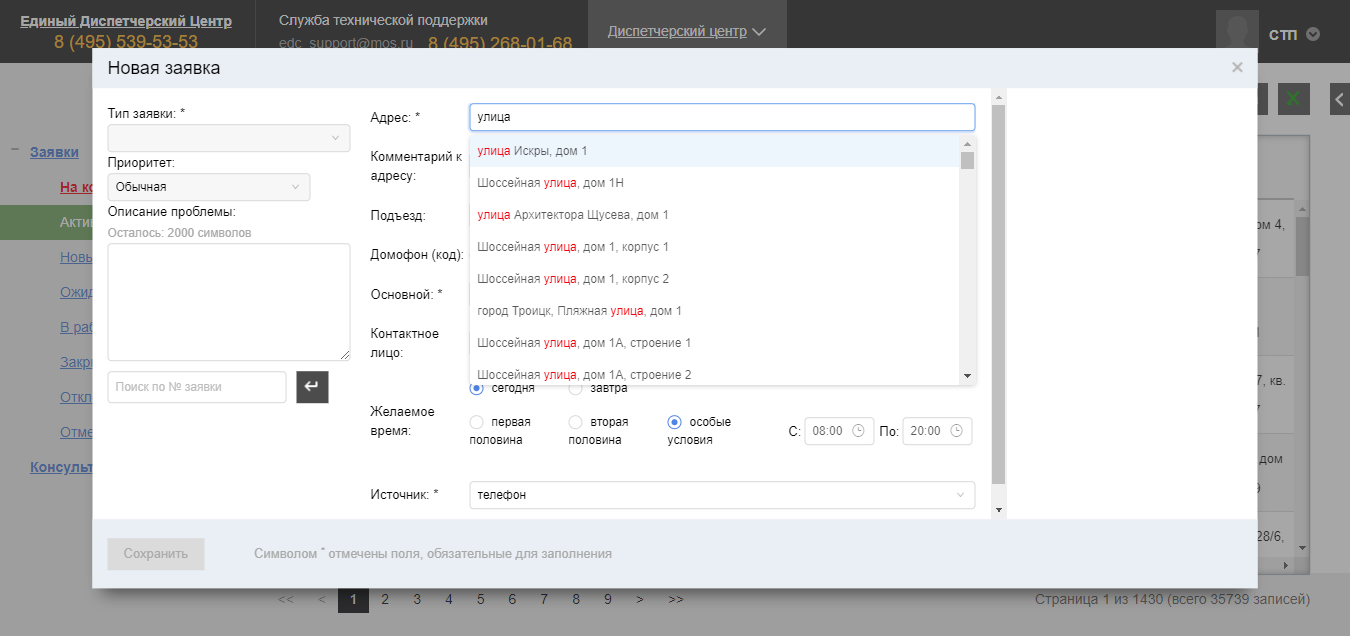 Единый Диспетчерский Центр
8 (495) 539-53-53
Служба технической поддержки
edc_support@mos.ru 8 (495) 268-01-68
Диспетчерский центр
СТП
Новая заявка
Тип заявки: *
Приоритет:
Обычная
Описание проблемы:
Осталось: 2000 символов
Поиск по № заявки
Адрес: *
улица
Комментарий к
адресу:
Подъезд:
Домофон (код):
Основной: *
Контактное
лицо:
улица Искры, дом 1
Шоссейная улица, дом 1Н
улица Архитектора Щусева, дом 1
Шоссейная улица, дом 1, корпус 1
Шоссейная улица, дом 1, корпус 2
город Троицк, Пляжная улица, дом 1
Шоссейная улица, дом 1А, строение 1
Шоссейная улица, дом 1А, строение 2
сегодня завтра
Желаемое
время:
первая
половина
вторая
половина
особые
условия
С: 08:00 По: 20:00
Источник: *
телефон
Сохранить
Символом * отмечены поля, обязательные для заполнения
Заявки
На ко
Акти
Новь
Ожид
В раб
Закр
Откл
Отме
Консульт
ом 4,
7
7, кв.
7
дом
28/6,
<< < 1 2 3 4 5 6 7 8 9 > >>
Страница 1 из 1430 (всего 35739 записей)